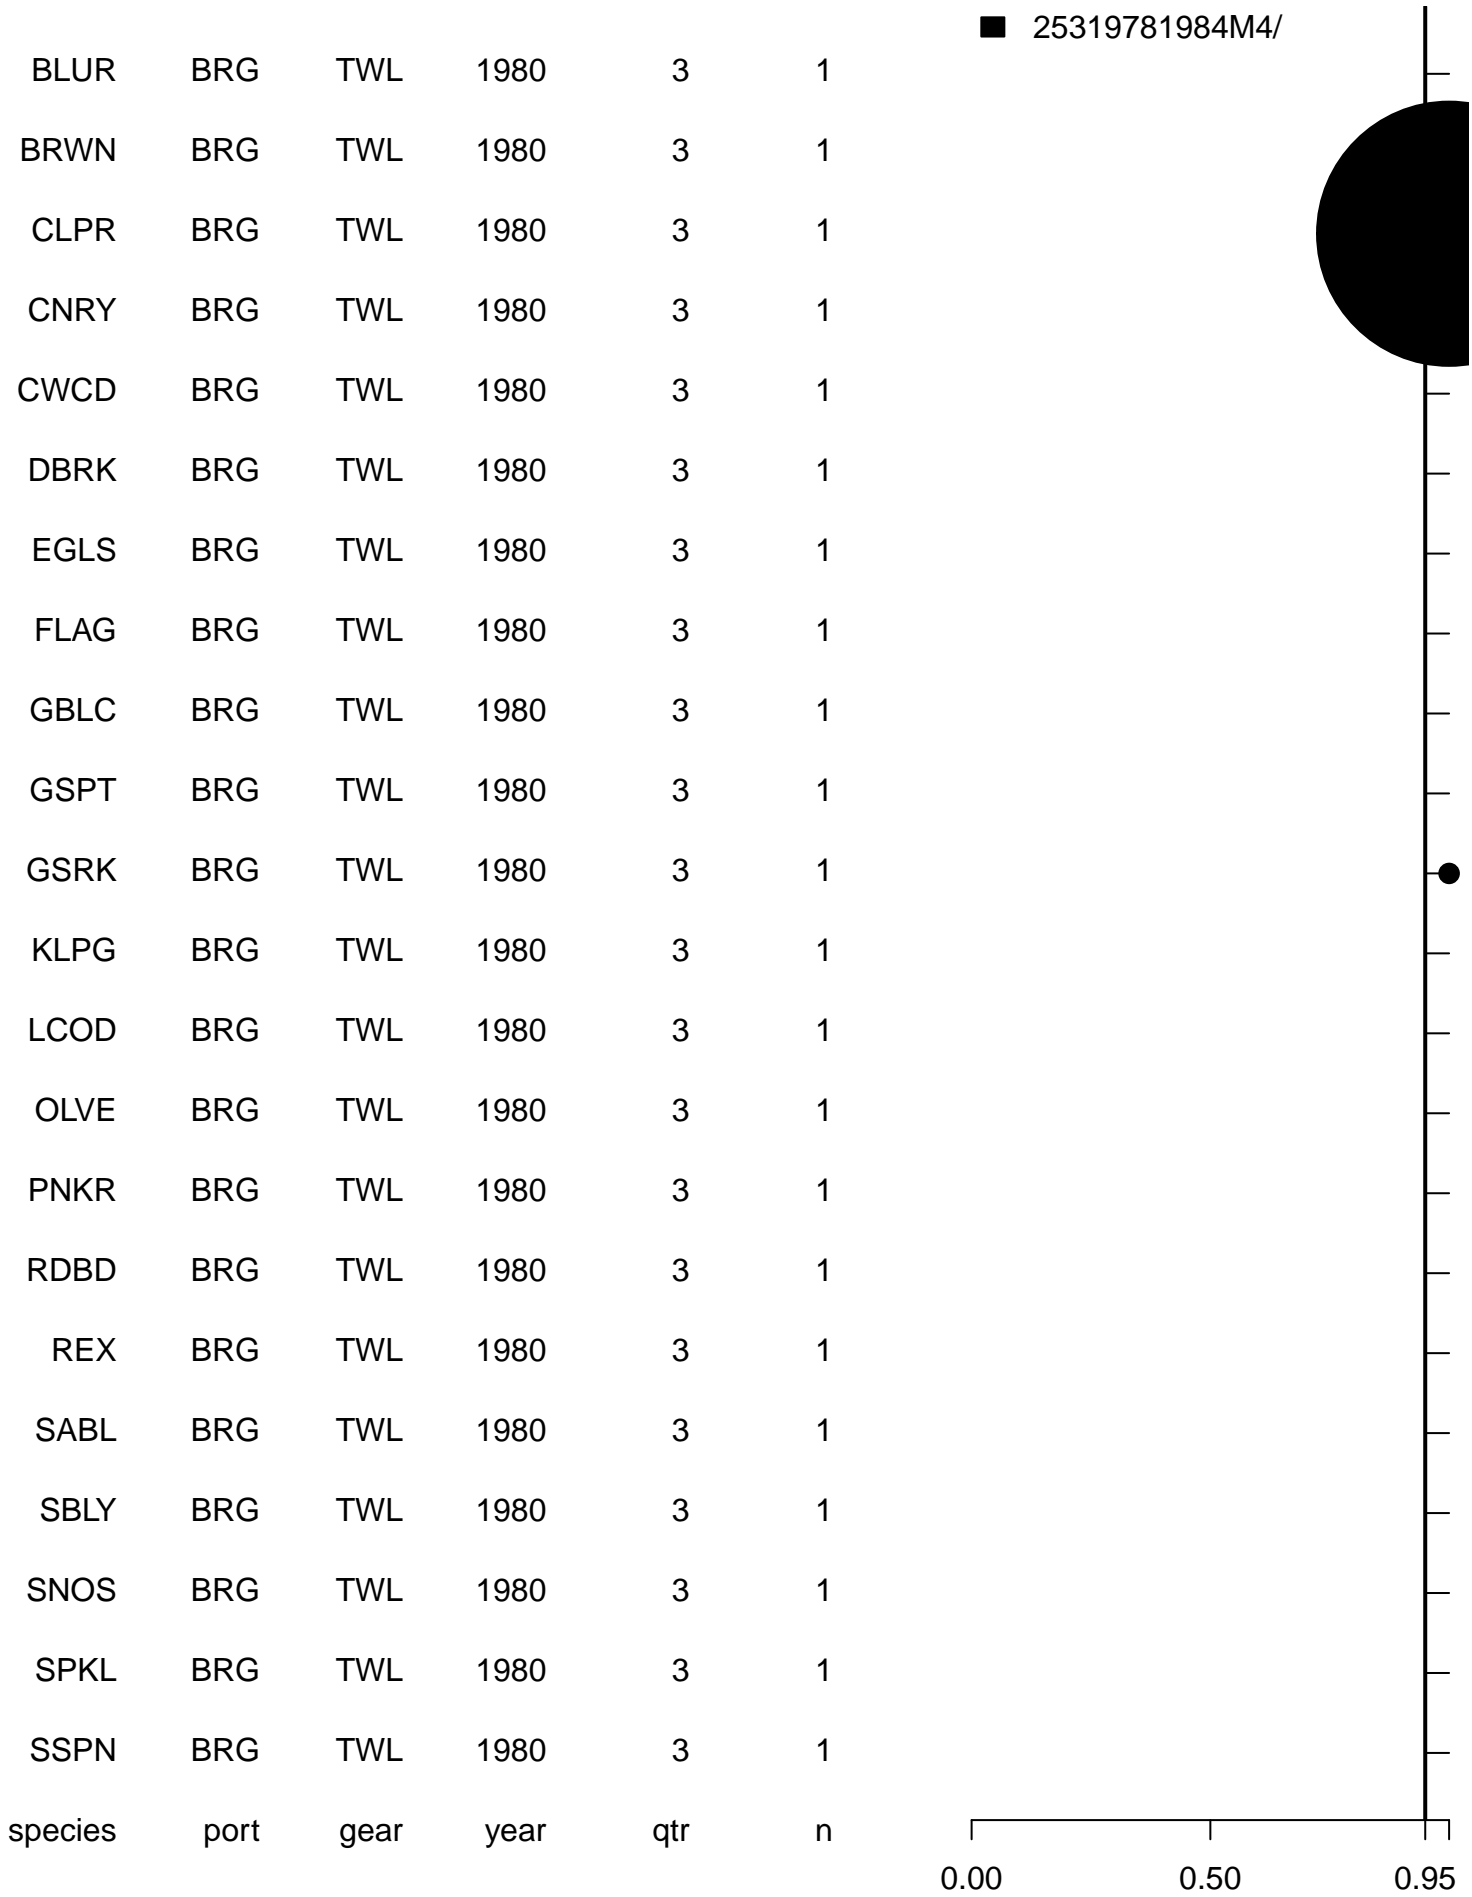 25319781984M4/
BLUR BRG TWL 1980 3 1
BRWN BRG TWL 1980 3 1
CLPR BRG TWL 1980 3 1
CNRY BRG TWL 1980 3 1
CWCD BRG TWL 1980 3 1
DBRK BRG TWL 1980 3 1
EGLS BRG TWL 1980 3 1
FLAG BRG TWL 1980 3 1
GBLC BRG TWL 1980 3 1
GSPT BRG TWL 1980 3 1
GSRK BRG TWL 1980 3 1
KLPG BRG TWL 1980 3 1
LCOD BRG TWL 1980 3 1
OLVE BRG TWL 1980 3 1
PNKR BRG TWL 1980 3 1
RDBD BRG TWL 1980 3 1
REX BRG TWL 1980 3 1
SABL BRG TWL 1980 3 1
SBLY BRG TWL 1980 3 1
SNOS BRG TWL 1980 3 1
SPKL BRG TWL 1980 3 1
SSPN BRG TWL 1980 3 1
species port gear year qtr n
0.00 0.50 0.95